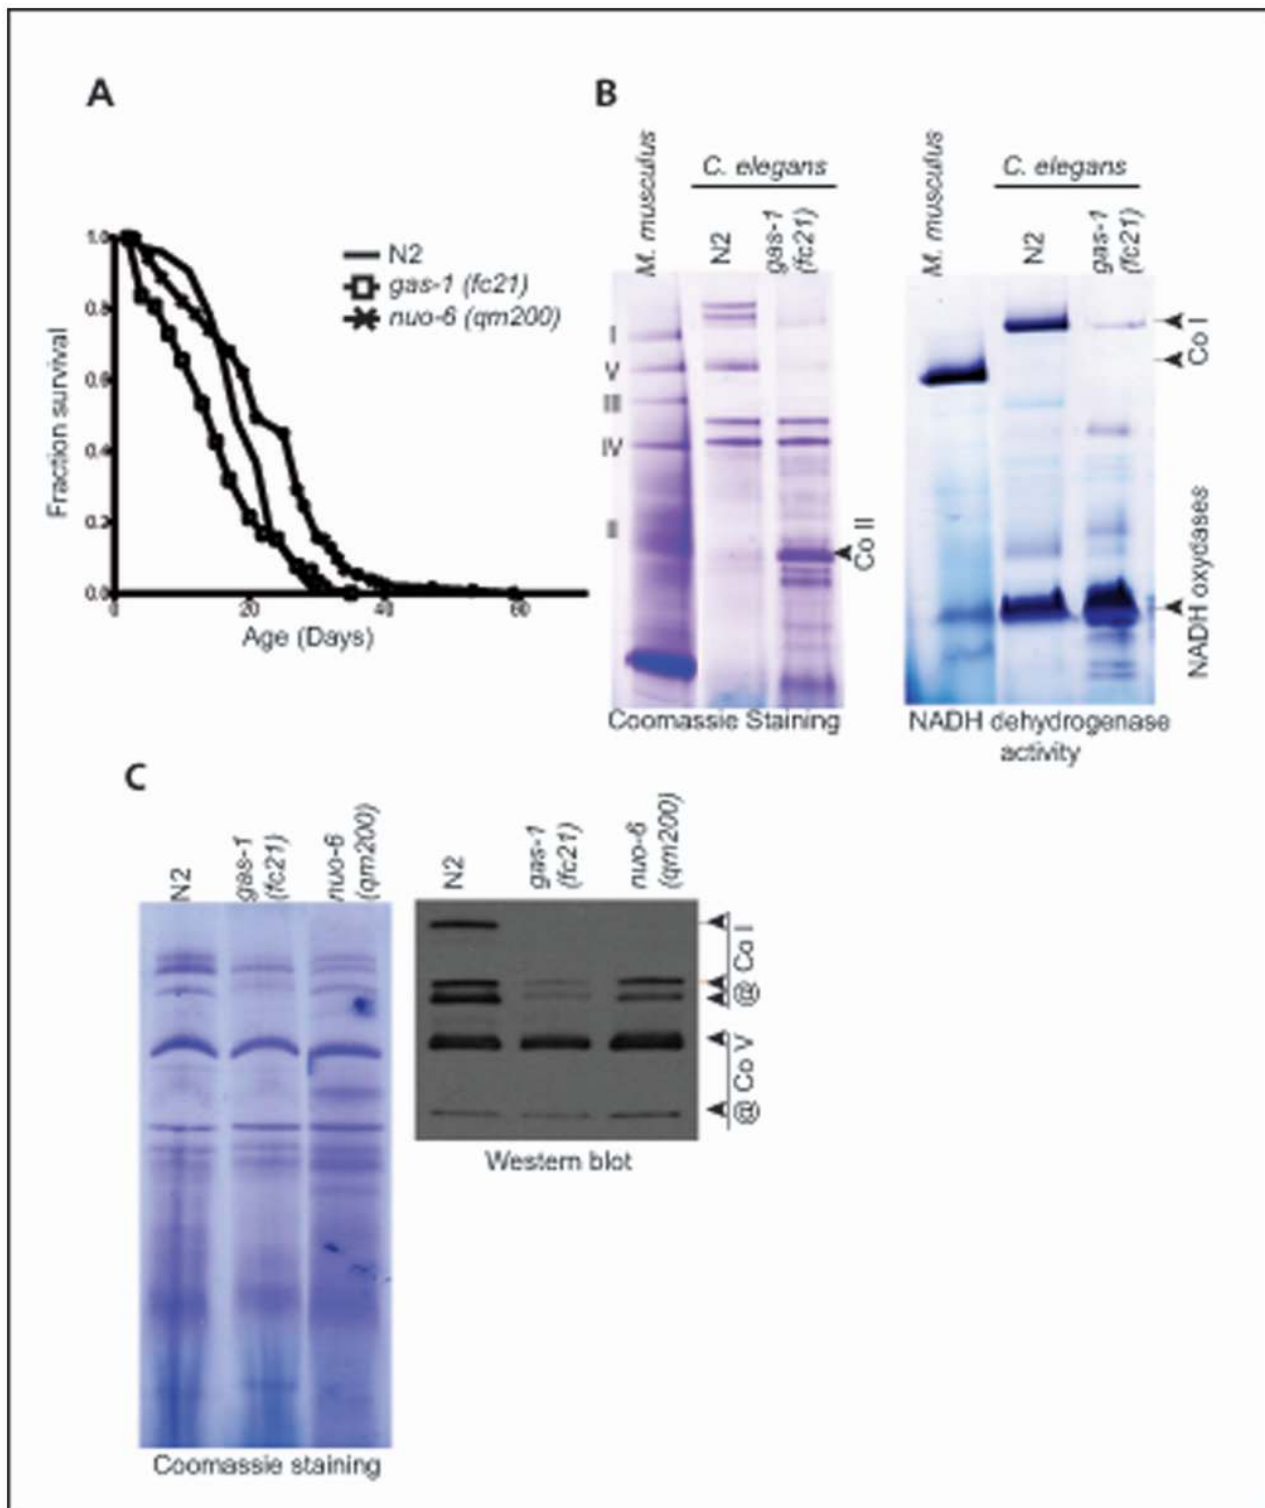 A
1.0
0.8
0.6
0.4
0.2
0.0
0
20
40
60
Fraction survival
Age (Days)
N2
gas-1 (fc21)
nuo-6 (qm200)
B
M. musculus
C. elegans
N2
gas-1
(fc21)
I
V
III
IV
II
Co II
Coomassie Staining
M. musculus
C. elegans
N2
gas-1
(fc21)
Co I
NADH oxydases
NADH dehydrogenase
activity
C
N2
gas-1
(fc21)
nuo-6
(qm200)
Coomassie staining
N2
gas-1
(fc21)
nuo-6
(qm200)
@ Co I
@ Co V
Western blot